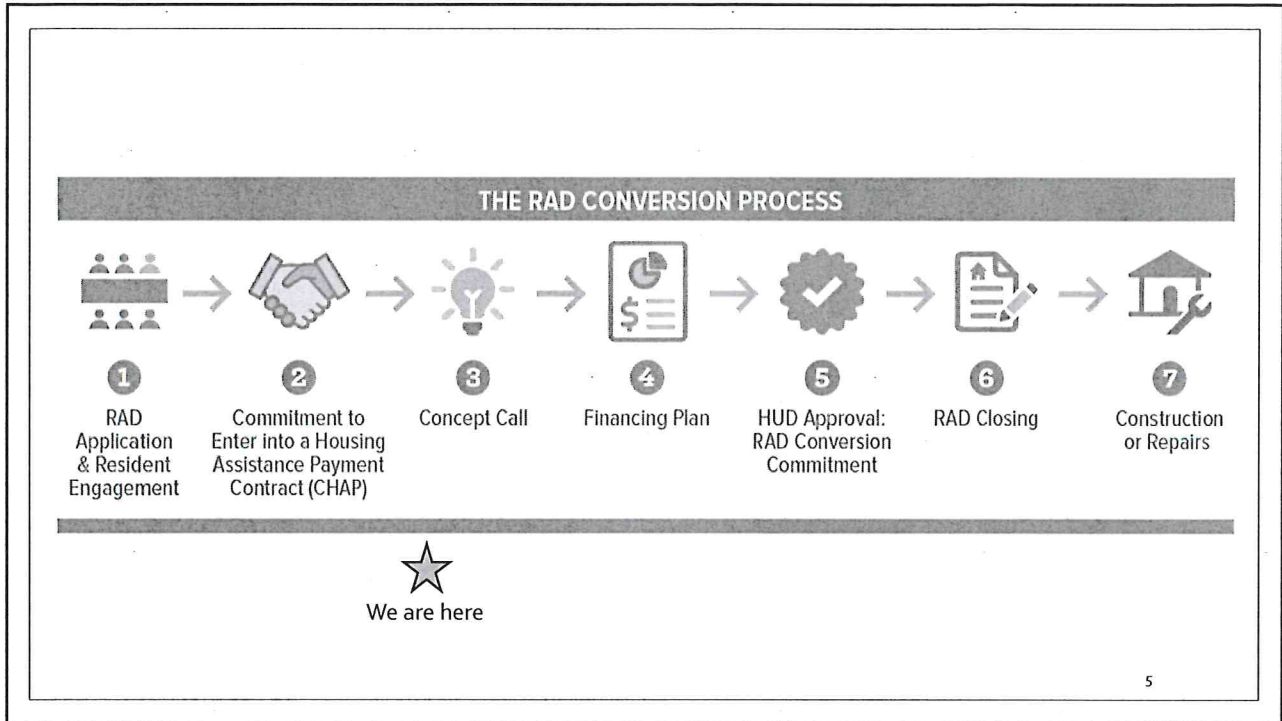 THE RAD CONVERSION PROCESS
1
RAD
Application
& Resident
Engagement
2
Commitment to
Enter into a Housing
Assistance Payment
Contract (CHAP)
3
Concept Call
4
$
Financing Plan
5
HUD Approval:
RAD Conversion
Commitment
6
RAD Closing
7
Construction
or Repairs
We are here
5